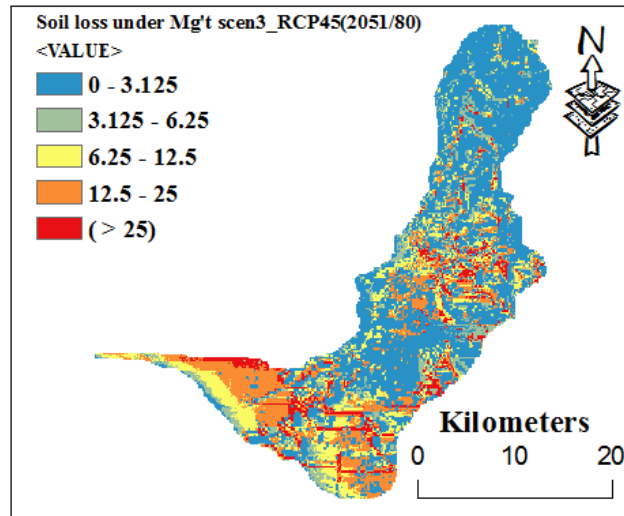 Soil loss under Mg't scen3_RCP45(2051/80)
<VALUE>
0 - 3.125
3.125 - 6.25
6.25 - 12.5
12.5 - 25
( > 25)
N
Kilometers
0 10 20